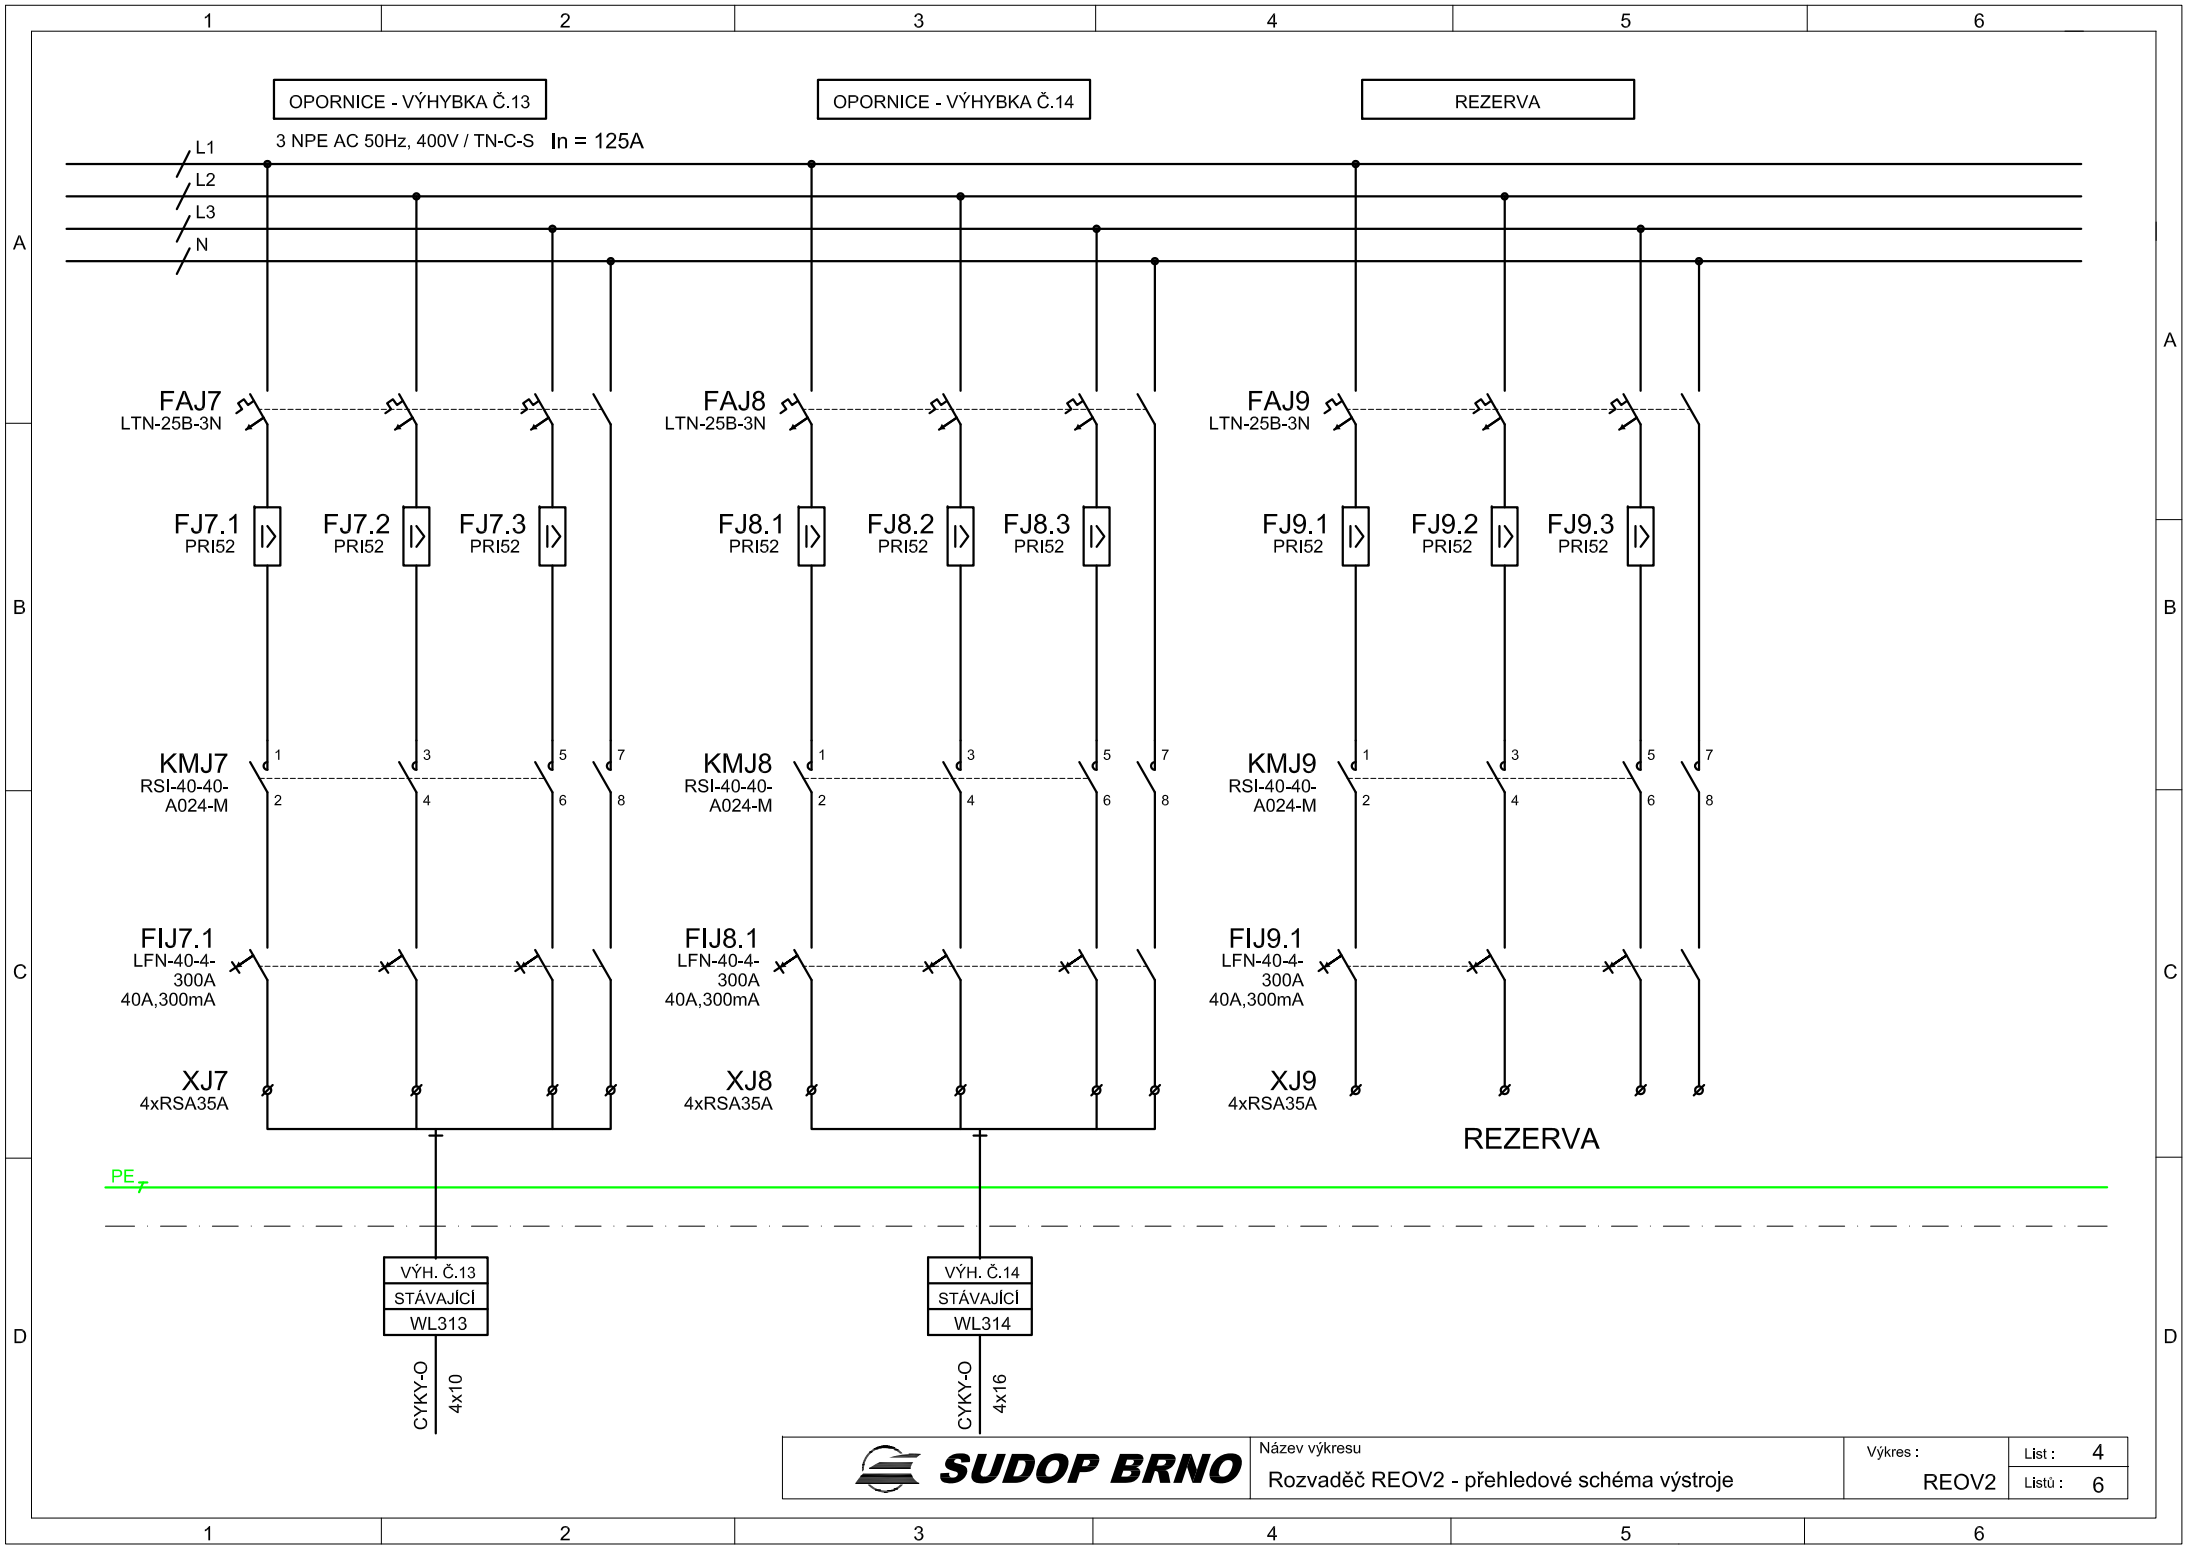 1 2 3 4 5 6
OPORNICE - VÝHYBKA Č.13
OPORNICE - VÝHYBKA Č.14
REZERVA
3 NPE AC 50Hz, 400V / TN-C-S In = 125A
L1
L2
L3
N
A
A
FAJ7
LTN-25B-3N
FAJ8
LTN-25B-3N
FAJ9
LTN-25B-3N
FJ7.1
PRI52
FJ7.2
PRI52
FJ7.3
PRI52
FJ8.1
PRI52
FJ8.2
PRI52
FJ8.3
PRI52
FJ9.1
PRI52
FJ9.2
PRI52
FJ9.3
PRI52
B
B
KMJ7
RSI-40-40-
A024-M
1 3 5 7
2 4 6 8
KMJ8
RSI-40-40-
A024-M
1 3 5 7
2 4 6 8
KMJ9
RSI-40-40-
A024-M
1 3 5 7
2 4 6 8
FIJ7.1
LFN-40-4-
300A
40A,300mA
FIJ8.1
LFN-40-4-
300A
40A,300mA
FIJ9.1
LFN-40-4-
300A
40A,300mA
C
C
XJ7
4xRSA35A
XJ8
4xRSA35A
XJ9
4xRSA35A
REZERVA
PE
VÝH. Č.13
STÁVAJÍCÍ
WL313
VÝH. Č.14
STÁVAJÍCÍ
WL314
D
D
CYKY-O
4x10
CYKY-O
4x16
SUDOP BRNO
Název výkresu
Rozvaděč REOV2 - přehledové schéma výstroje
Výkres :
REOV2
List : 4
Listů : 6
1 2 3 4 5 6